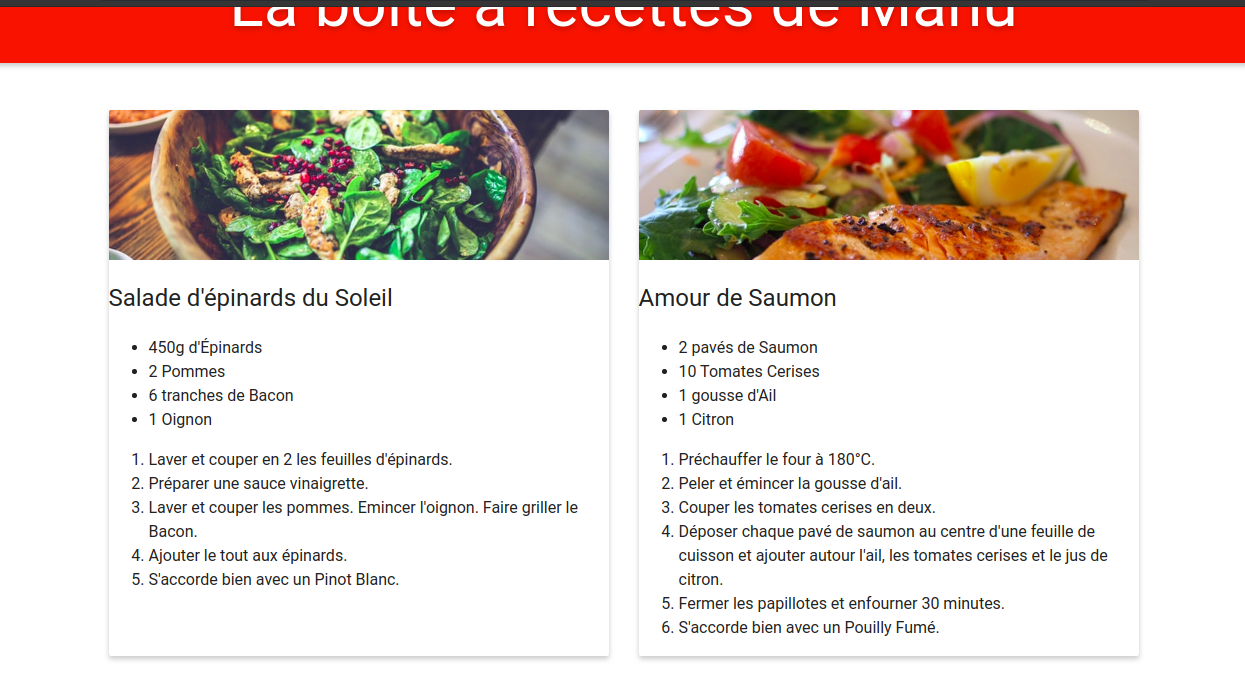 La boîte à recettes de Manu
Salade d'épinards du Soleil
450g d'Épinards
2 Pommes
6 tranches de Bacon
1 Oignon
1. Laver et couper en 2 les feuilles d'épinards.
2. Préparer une sauce vinaigrette.
3. Laver et couper les pommes. Emincer l'oignon. Faire griller le
Bacon.
4. Ajouter le tout aux épinards.
5. S'accorde bien avec un Pinot Blanc.
Amour de Saumon
2 pavés de Saumon
10 Tomates Cerises
1 gousse d'Ail
1 Citron
1. Préchauffer le four à 180°C.
2. Peler et émincer la gousse d'ail.
3. Couper les tomates cerises en deux.
4. Déposer chaque pavé de saumon au centre d'une feuille de
cuisson et ajouter autour l'ail, les tomates cerises et le jus de
citron.
5. Fermer les papillotes et enfourner 30 minutes.
6. S'accorde bien avec un Pouilly Fumé.